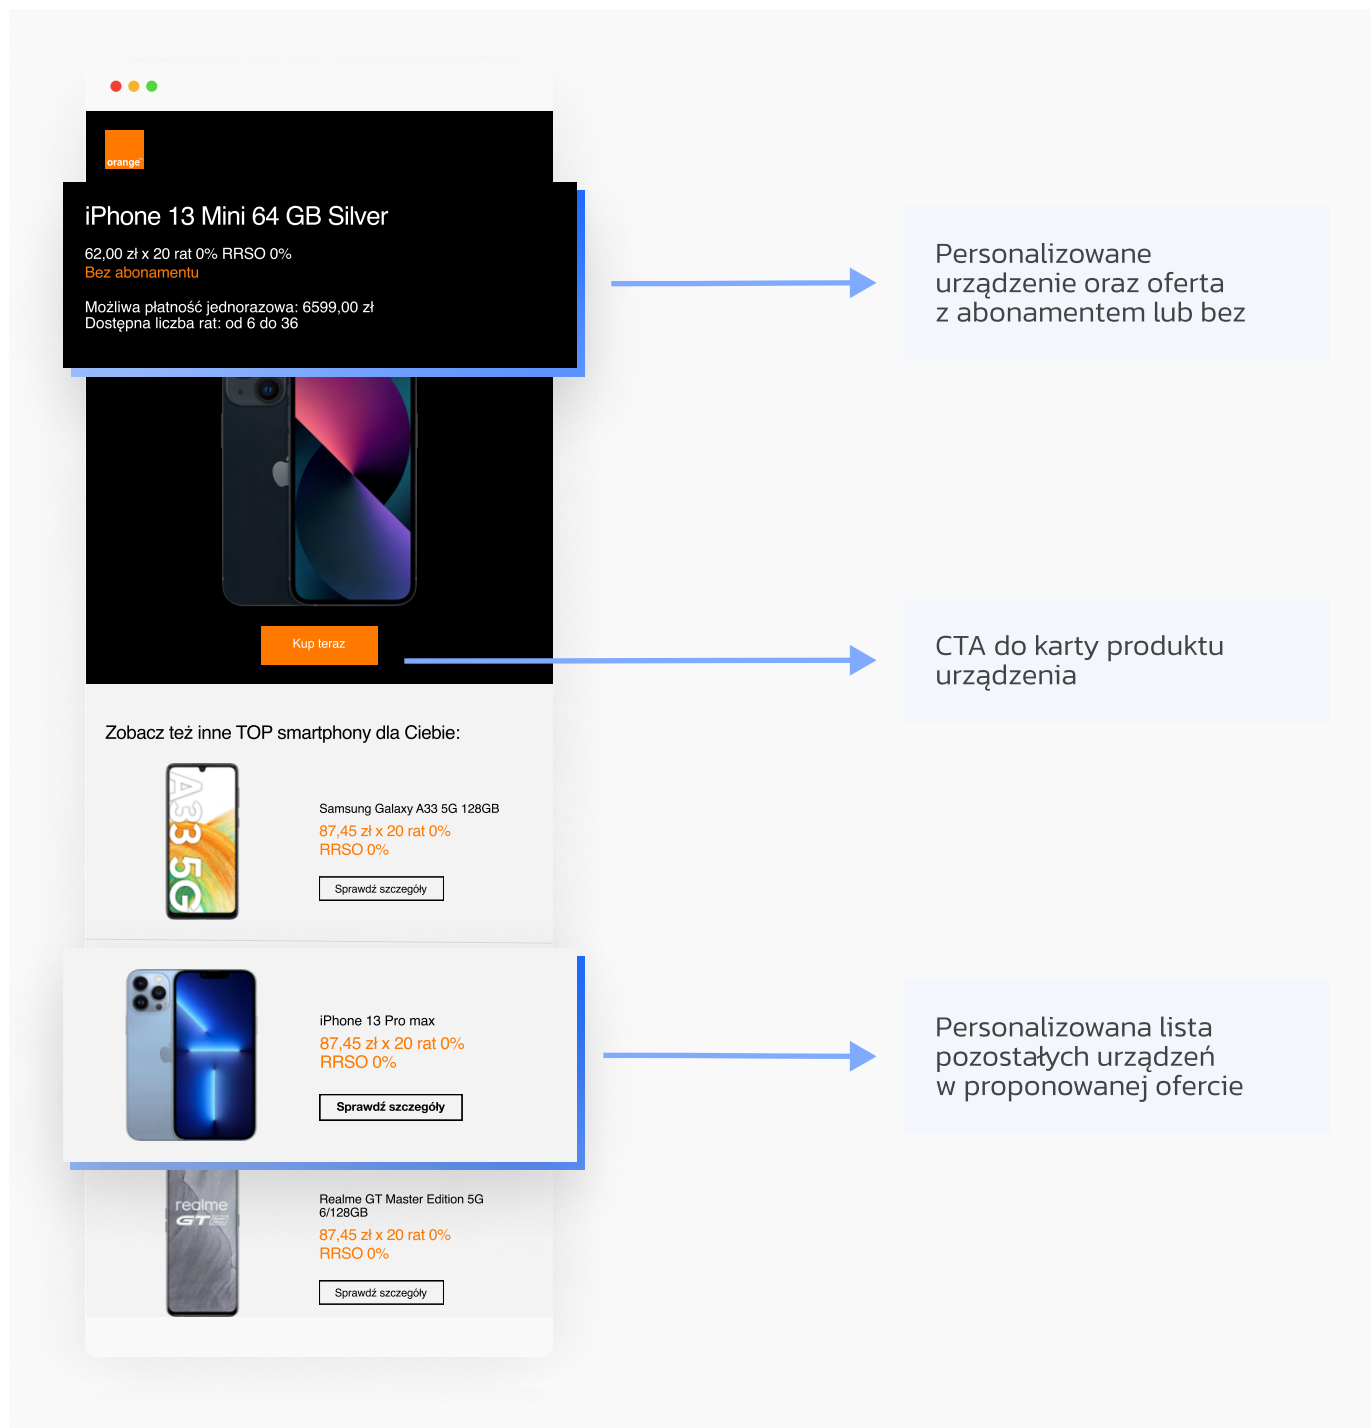 orange™
iPhone 13 Mini 64 GB Silver
62,00 zł x 20 rat 0% RRSO 0%
Bez abonamentu
Możliwa płatność jednorazowa: 6599,00 zł
Dostępna liczba rat: od 6 do 36
Personalizowane
urządzenie oraz oferta
z abonamentem lub bez
Kup teraz
CTA do karty produktu
urządzenia
Zobacz też inne TOP smartphony dla Ciebie:
A33 5G
Samsung Galaxy A33 5G 128GB
87,45 zł x 20 rat 0%
RRSO 0%
Sprawdź szczegóły
iPhone 13 Pro max
87,45 zł x 20 rat 0%
RRSO 0%
Sprawdź szczegóły
Personalizowana lista
pozostałych urządzeń
w proponowanej ofercie
realme
GT
Realme GT Master Edition 5G
6/128GB
87,45 zł x 20 rat 0%
RRSO 0%
Sprawdź szczegóły